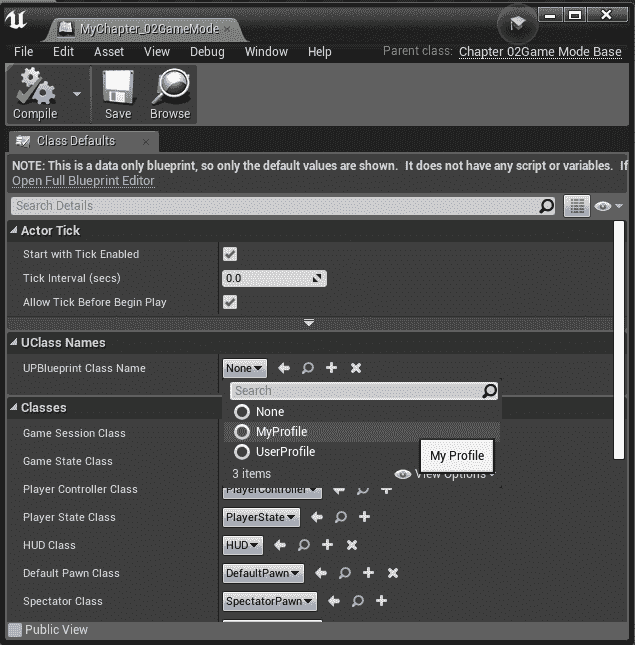 MyChapter_02GameMode
File Edit Asset View Debug Window Help Parent class: Chapter 02Game Mode Base
Compile Save Browse
Class Defaults
NOTE: This is a data only blueprint, so only the default values are shown. It does not have any script or variables. If
Open Full Blueprint Editor
Search Details
Actor Tick
Start with Tick Enabled
Tick Interval (secs) 0.0
Allow Tick Before Begin Play
UClass Names
UPBlueprint Class Name None
Search
Classes
None
Game Session Class
MyProfile
My Profile
Game State Class
UserProfile
3 items View Options
Player Controller Class PlayerController
Player State Class PlayerState
HUD Class HUD
Default Pawn Class DefaultPawn
Spectator Class SpectatorPawn
Public View